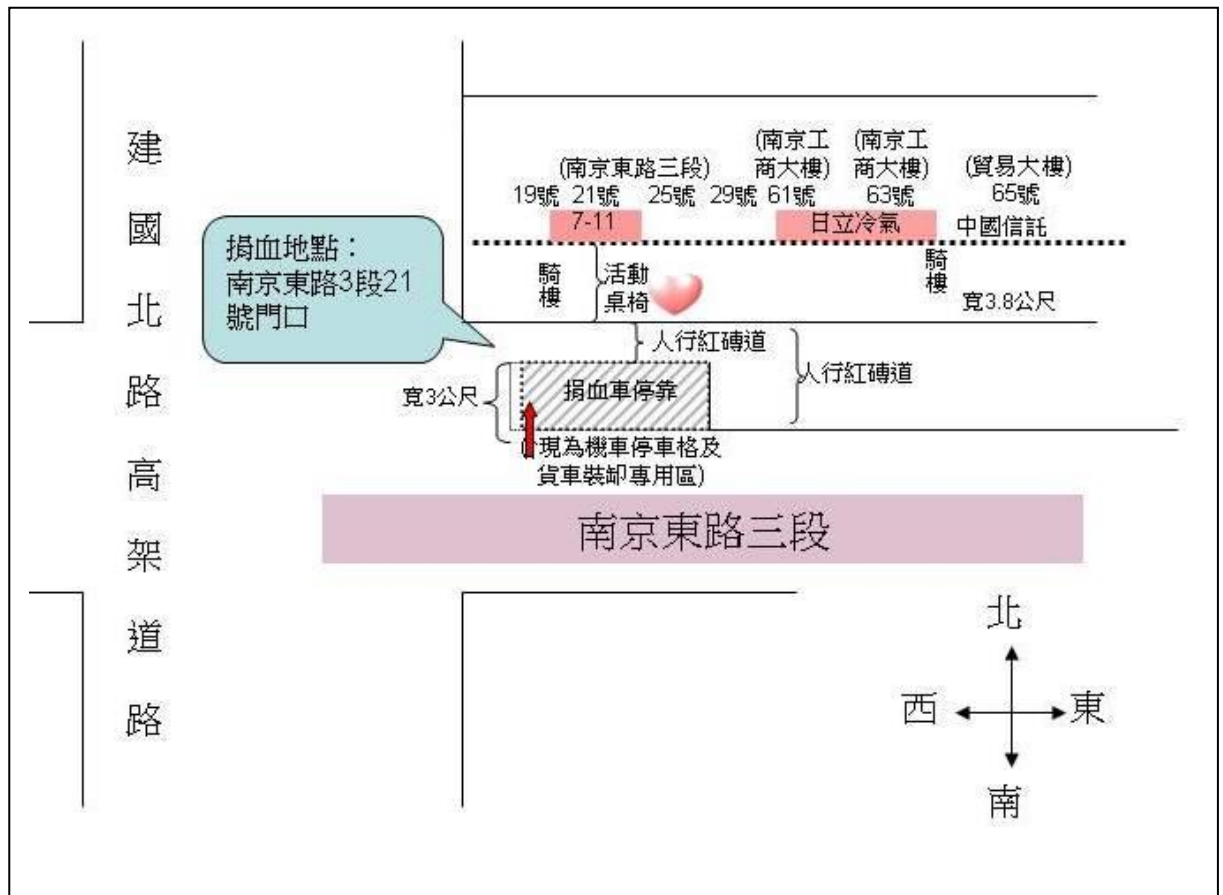 建國北路高架道路
(南京工
商大樓)
(南京工
商大樓)
(南京東路三段)
(貿易大樓)
19號
21號
25號
29號
61號
63號
65號
7-11
日立冷氣
中國信託
捐血地點：
南京東路3段21
號門口
騎樓
活動
桌椅
騎樓
寬3.8公尺
人行紅磚道
人行紅磚道
寬3公尺
捐血車停靠
現為機車停車格及
貨車裝卸專用區)
南京東路三段
北
西
東
南